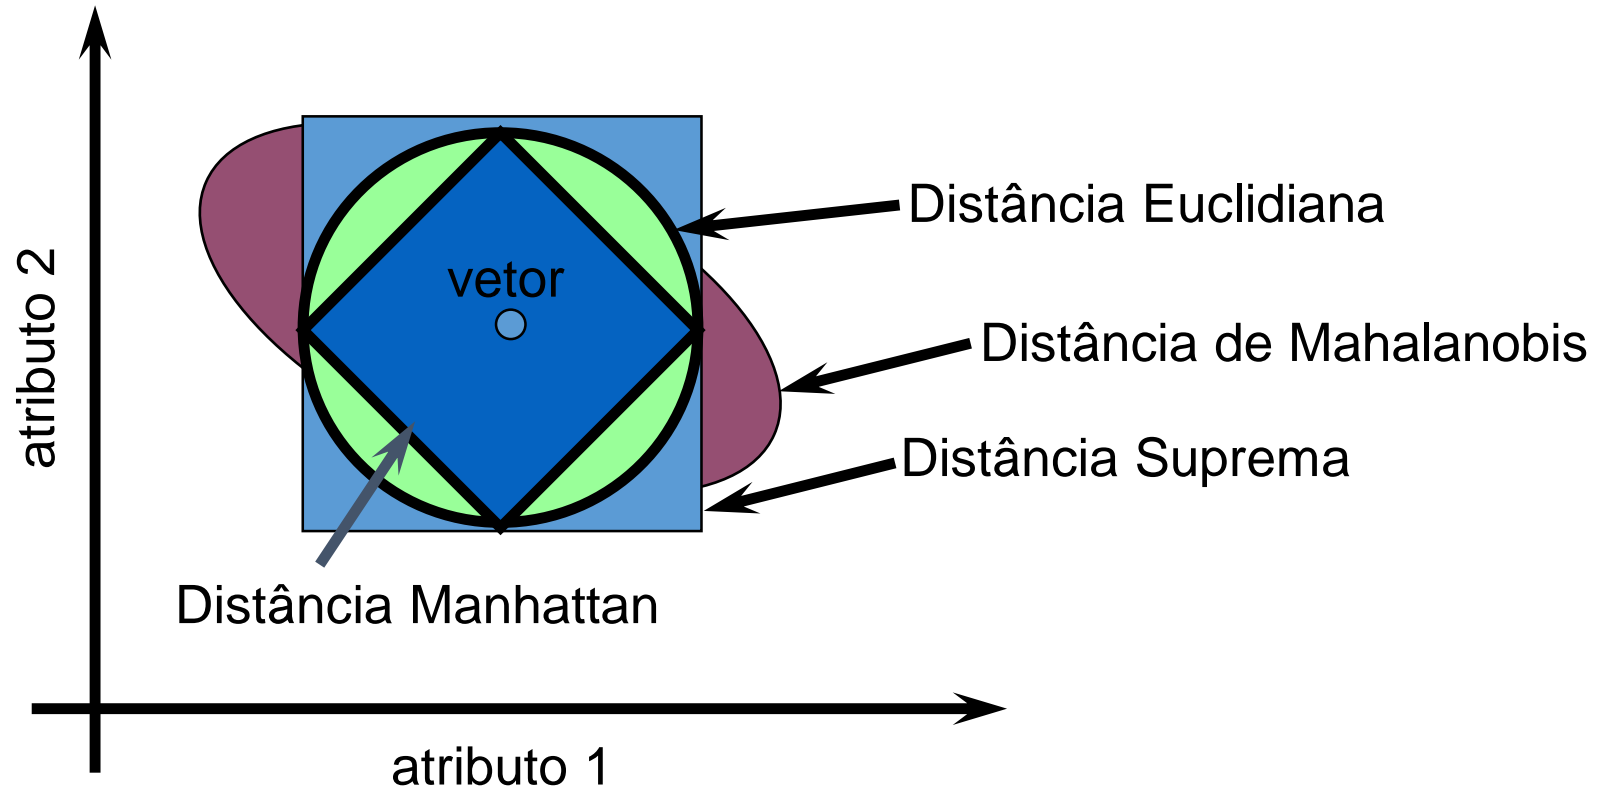 Distância Euclidiana
vetor
atributo 2
Distância de Mahalanobis
Distância Suprema
Distância Manhattan
atributo 1